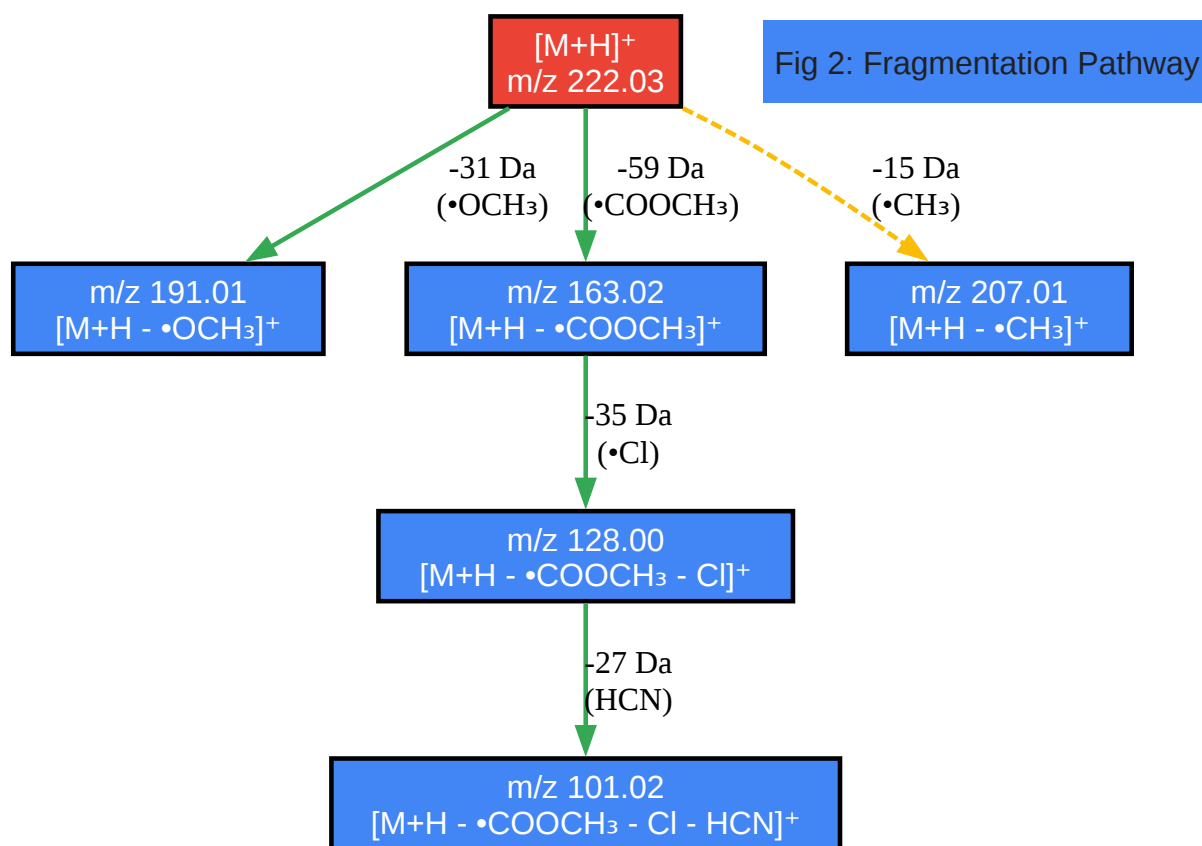 [M+H]⁺
m/z 222.03
Fig 2: Fragmentation Pathway
-31 Da
(•OCH₃)
-59 Da
(•COOCH₃)
-15 Da
(•CH₃)
m/z 191.01
[M+H - •OCH₃]⁺
m/z 163.02
[M+H - •COOCH₃]⁺
m/z 207.01
[M+H - •CH₃]⁺
-35 Da
(•Cl)
m/z 128.00
[M+H - •COOCH₃ - Cl]⁺
-27 Da
(HCN)
m/z 101.02
[M+H - •COOCH₃ - Cl - HCN]⁺